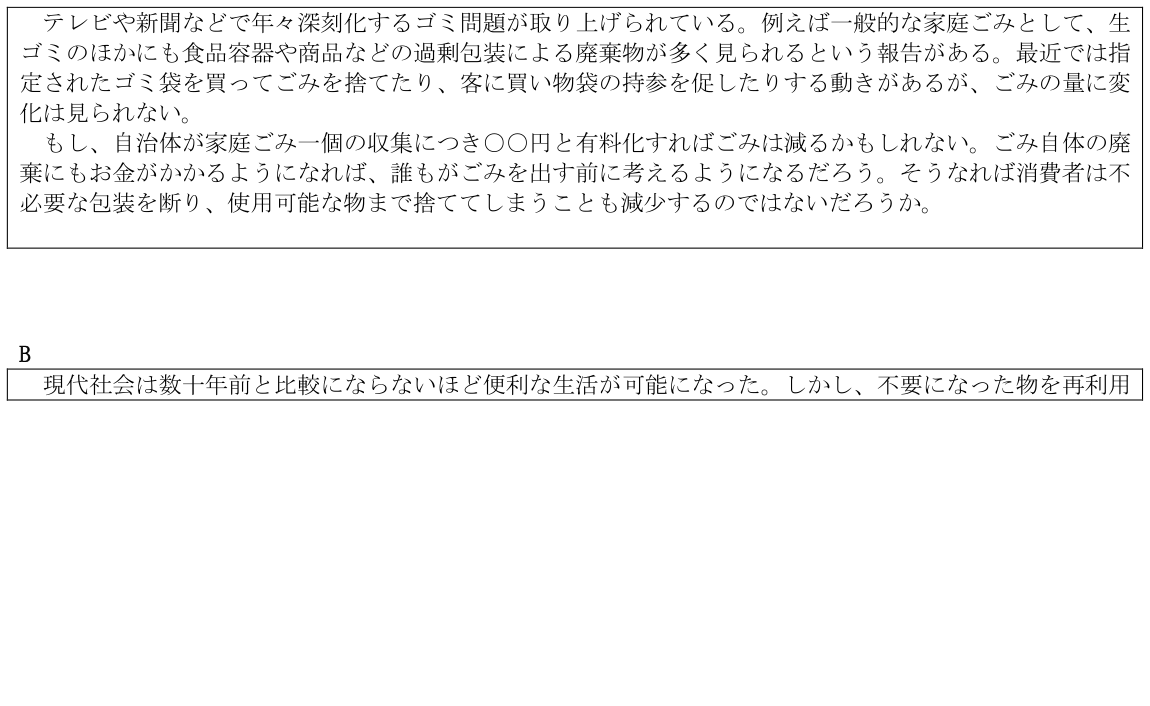 テレビや新聞などで年々深刻化するゴミ問題が取り上げられている。例えば一般的な家庭ごみとして、生
ゴミのほかにも食品容器や商品などの過剰包装による廃棄物が多く見られるという報告がある。最近では指
定されたゴミ袋を買ってごみを捨てたり、客に買い物袋の持参を促したりする動きがあるが、ごみの量に変
化は見られない。
　もし、自治体が家庭ごみ一個の収集につき〇〇円と有料化すればごみは減るかもしれない。ごみ自体の廃
棄にもお金がかかるようになれば、誰もがごみを出す前に考えるようになるだろう。そうなれば消費者は不
必要な包装を断り、使用可能な物まで捨ててしまうことも減少するのではないだろうか。
B
　現代社会は数十年前と比較にならないほど便利な生活が可能になった。しかし、不要になった物を再利用